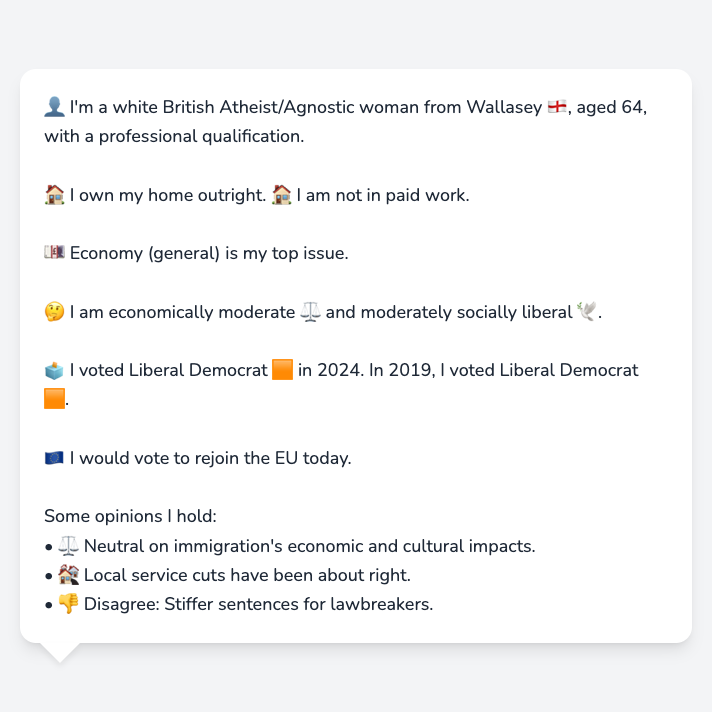 👤 I'm a white British Atheist/Agnostic woman from Wallasey 🏴󠁧󠁢󠁥󠁮󠁧󠁿, aged 64,
with a professional qualification.
🏠 I own my home outright. 🏠 I am not in paid work.
💷 Economy (general) is my top issue.
🤔 I am economically moderate ⚖️ and moderately socially liberal 🕊️.
🗳️ I voted Liberal Democrat 🟧 in 2024. In 2019, I voted Liberal Democrat
🟧.
🇪🇺 I would vote to rejoin the EU today.
Some opinions I hold:
• ⚖️ Neutral on immigration's economic and cultural impacts.
• 🏘️ Local service cuts have been about right.
• 👎 Disagree: Stiffer sentences for lawbreakers.